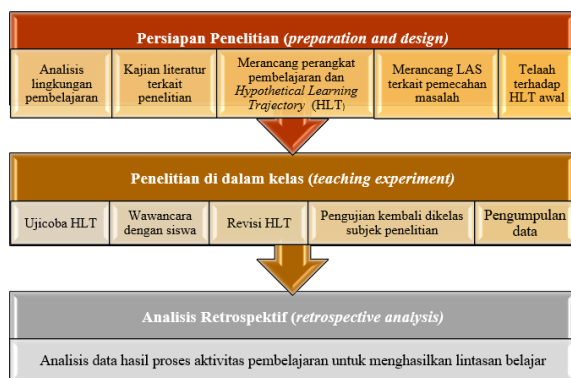 Persiapan Penelitian (preparation and design)
Analisis
lingkungan
pembelajaran
Kajian literatur
terkait
penelitian
Merancang perangkat
pembelajaran dan
Hypothetical Learning
Trajectory (HLT)
Merancang LAS
terkait pemecahan
masalah
Telaah
terhadap
HLT awal
Penelitian di dalam kelas (teaching experiment)
Ujicoba HLT
Wawancara
dengan siswa
Revisi HLT
Pengujian kembali dikelas
subjek penelitian
Pengumpulan
data
Analisis Retrospektif (retrospective analysis)
Analisis data hasil proses aktivitas pembelajaran untuk menghasilkan lintasan belajar